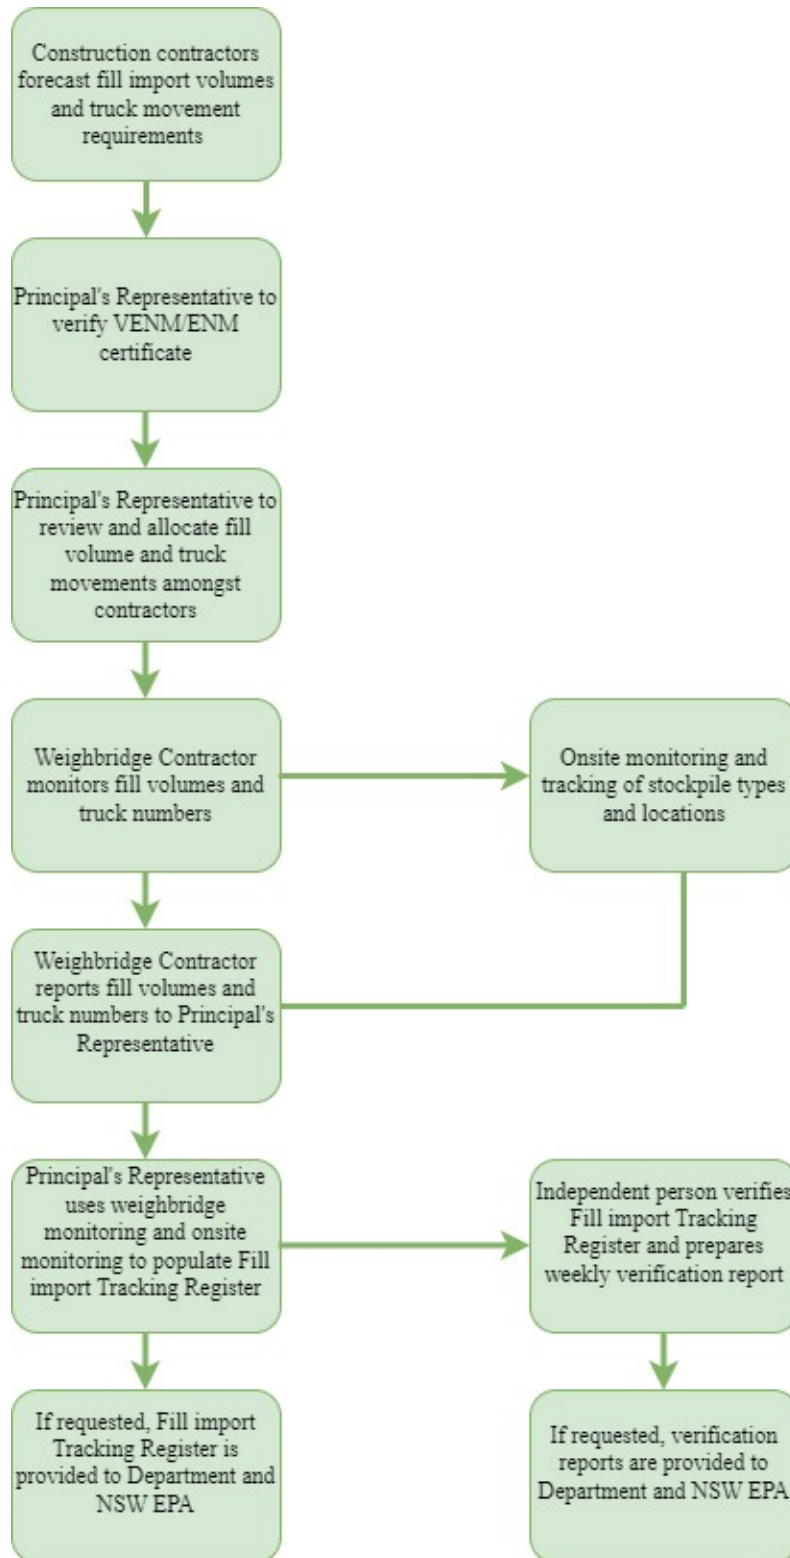 Construction contractors
forecast fill import volumes
and truck movement
requirements
Principal's Representative to
verify VENM/ENM
certificate
Principal's Representative to
review and allocate fill
volume and truck
movements amongst
contractors
Weighbridge Contractor
monitors fill volumes and
truck numbers
Onsite monitoring and
tracking of stockpile types
and locations
Weighbridge Contractor
reports fill volumes and
truck numbers to Principal's
Representative
Principal's Representative
uses weighbridge
monitoring and onsite
monitoring to populate Fill
import Tracking Register
Independent person verifies
Fill import Tracking
Register and prepares
weekly verification report
If requested, Fill import
Tracking Register is
provided to Department and
NSW EPA
If requested, verification
reports are provided to
Department and NSW EPA